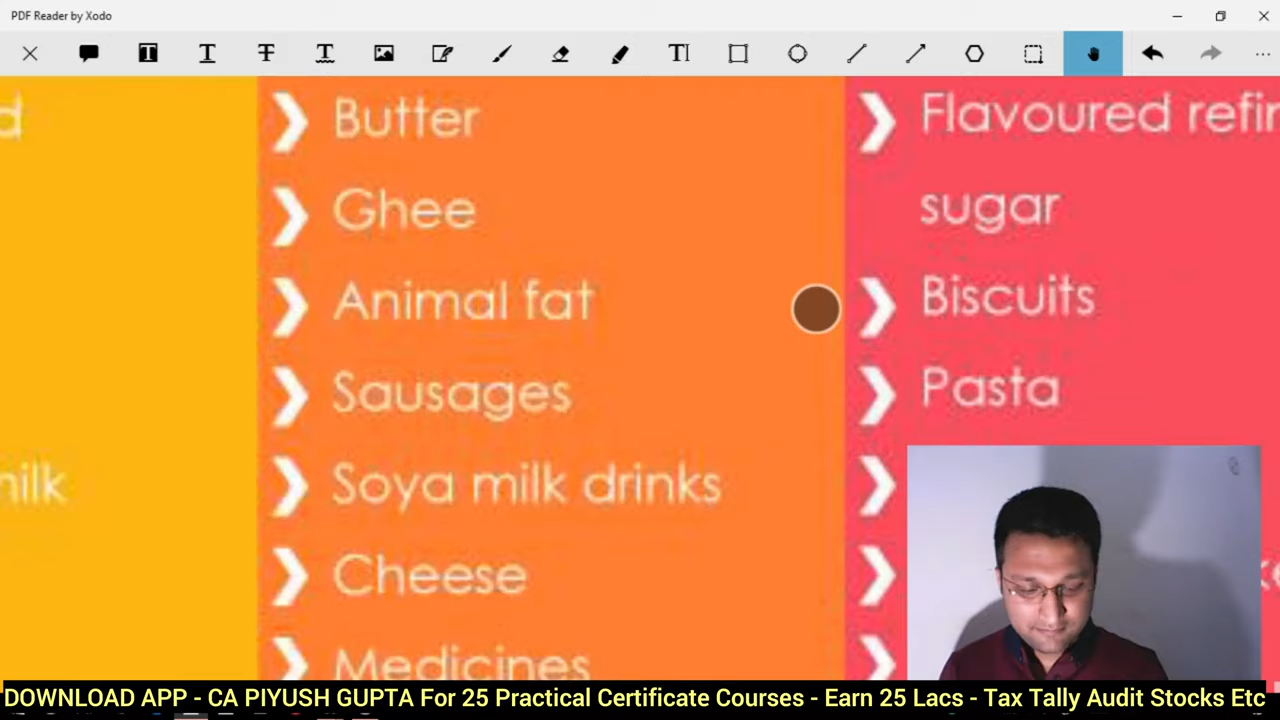 PDF Reader by Xodo
Butter
Ghee
Animal fat
Sausages
Soya milk drinks
Cheese
Medicines
Flavoured
sugar
Biscuits
Pasta
DOWNLOAD APP - CA PIYUSH GUPTA For 25 Practical Certificate Courses - Earn 25 Lacs - Tax Tally Audit Stocks Etc